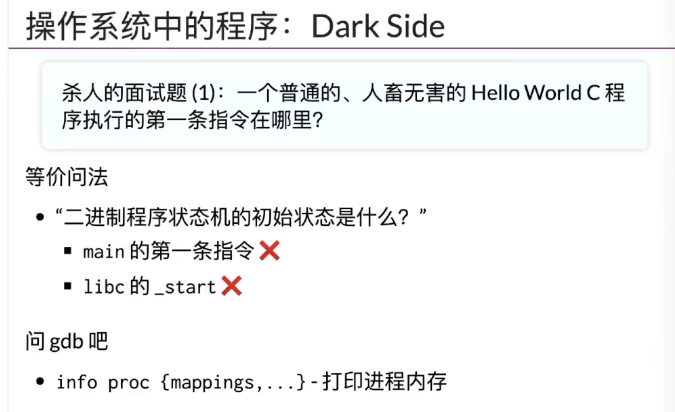 操作系统中的程序：Dark Side
杀人的面试题 (1)：一个普通的、人畜无害的 Hello World C 程
序执行的第一条指令在哪里？
等价问法
• “二进制程序状态机的初始状态是什么？”
▪ main 的第一条指令 ❌
▪ libc 的 _start ❌
问 gdb 吧
• info proc {mappings,...} - 打印进程内存